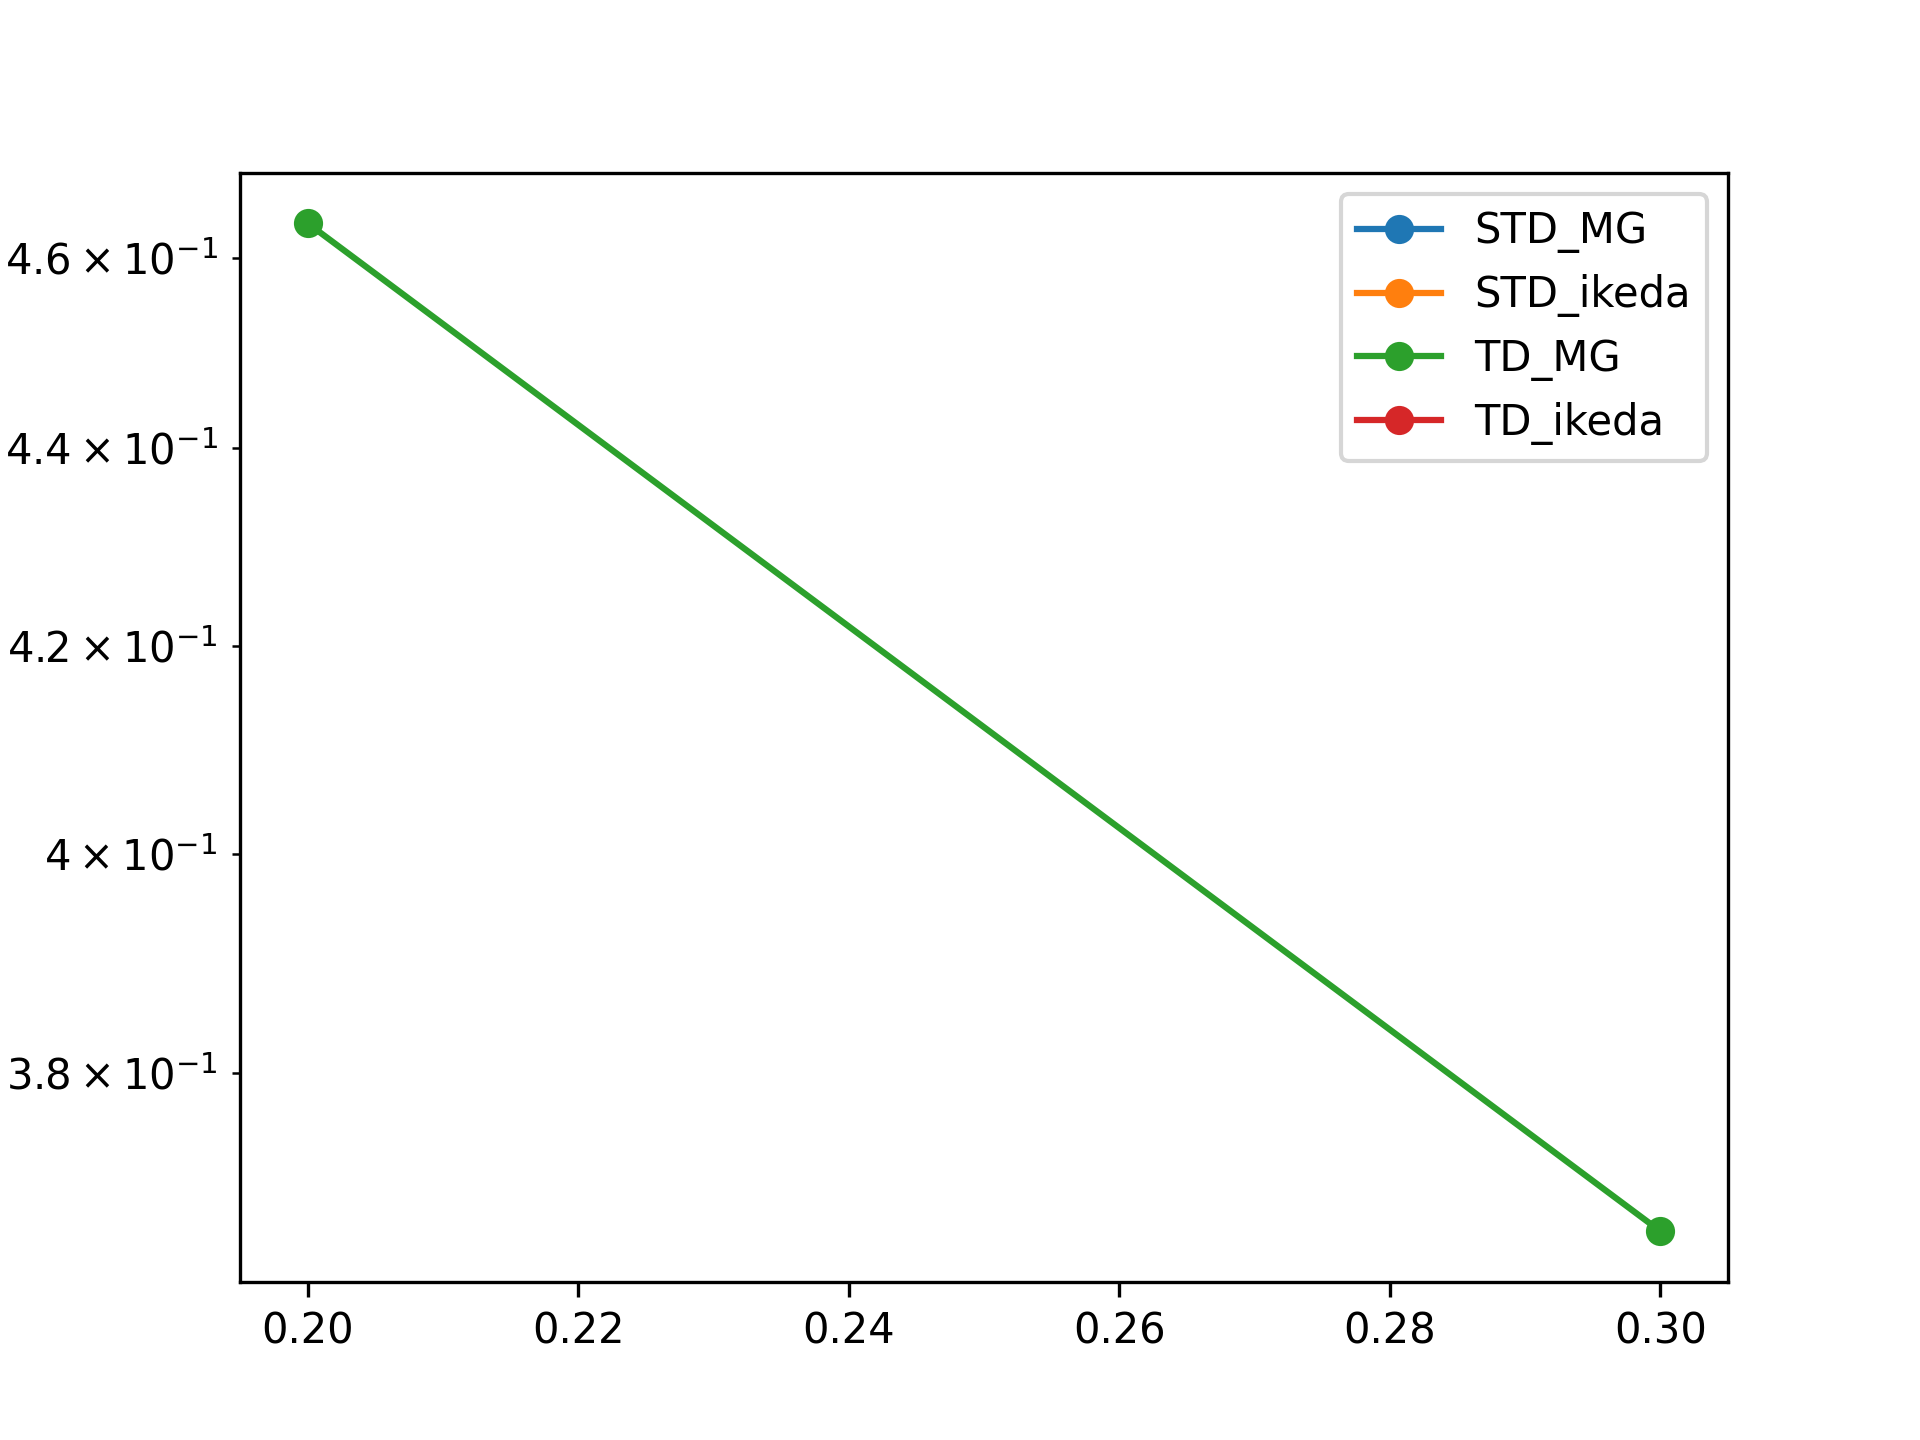 4.6 × 10⁻¹
4.4 × 10⁻¹
4.2 × 10⁻¹
4 × 10⁻¹
3.8 × 10⁻¹
0.20 0.22 0.24 0.26 0.28 0.30
STD_MG
STD_ikeda
TD_MG
TD_ikeda